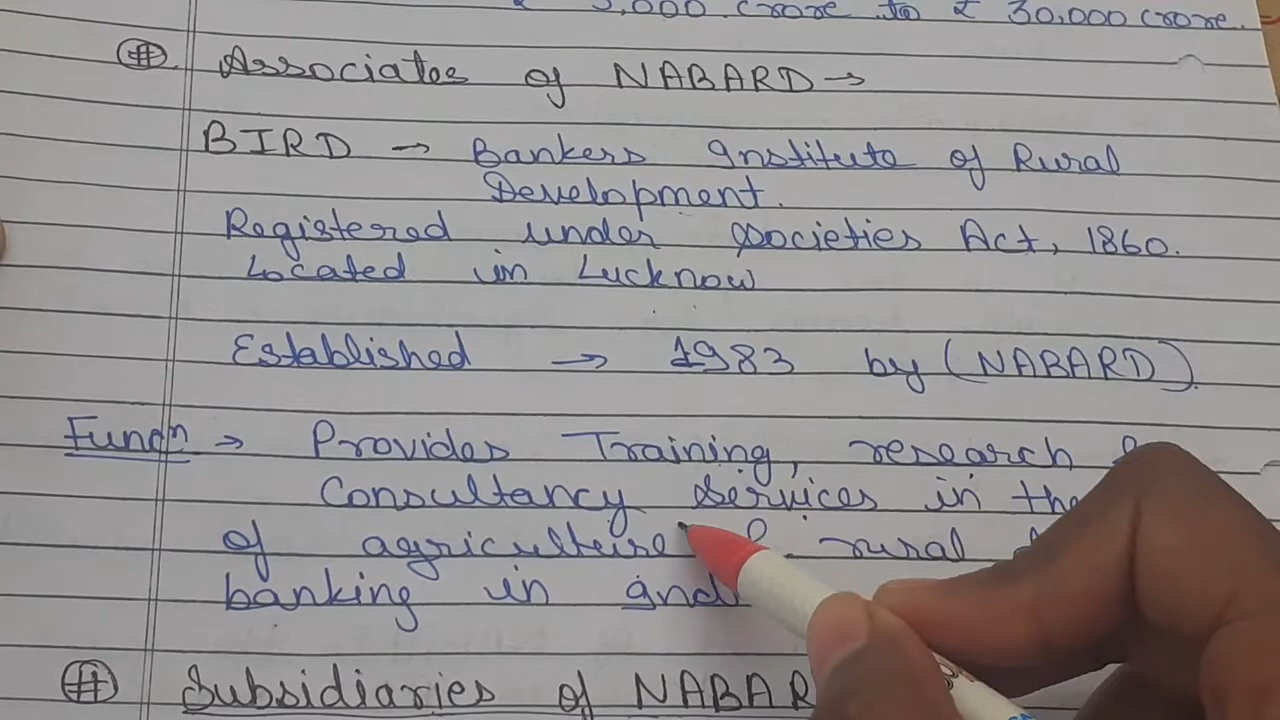 5,000 crore to ₹ 30,000 crore.
# Associates of NABARD →
BIRD → Bankers Institute of Rural
Development.
Registered under Societies Act, 1860.
Located in Lucknow
Established → 1983 by (NABARD)
Funcⁿ → Provides Training, research &
Consultancy Services in the
of agriculture & rural
banking in Ind
# Subsidiaries of NABAR